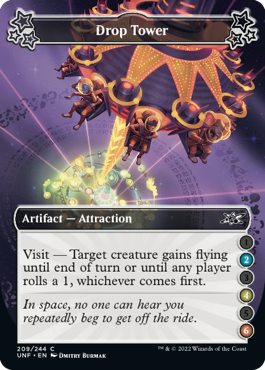 Drop Tower
Artifact — Attraction
Visit — Target creature gains flying
until end of turn or until any player
rolls a 1, whichever comes first.
In space, no one can hear you
repeatedly beg to get off the ride.
1
2
3
4
5
6
209/244 C
UNF • EN Dmitry Burmak
™ & © 2022 Wizards of the Coast